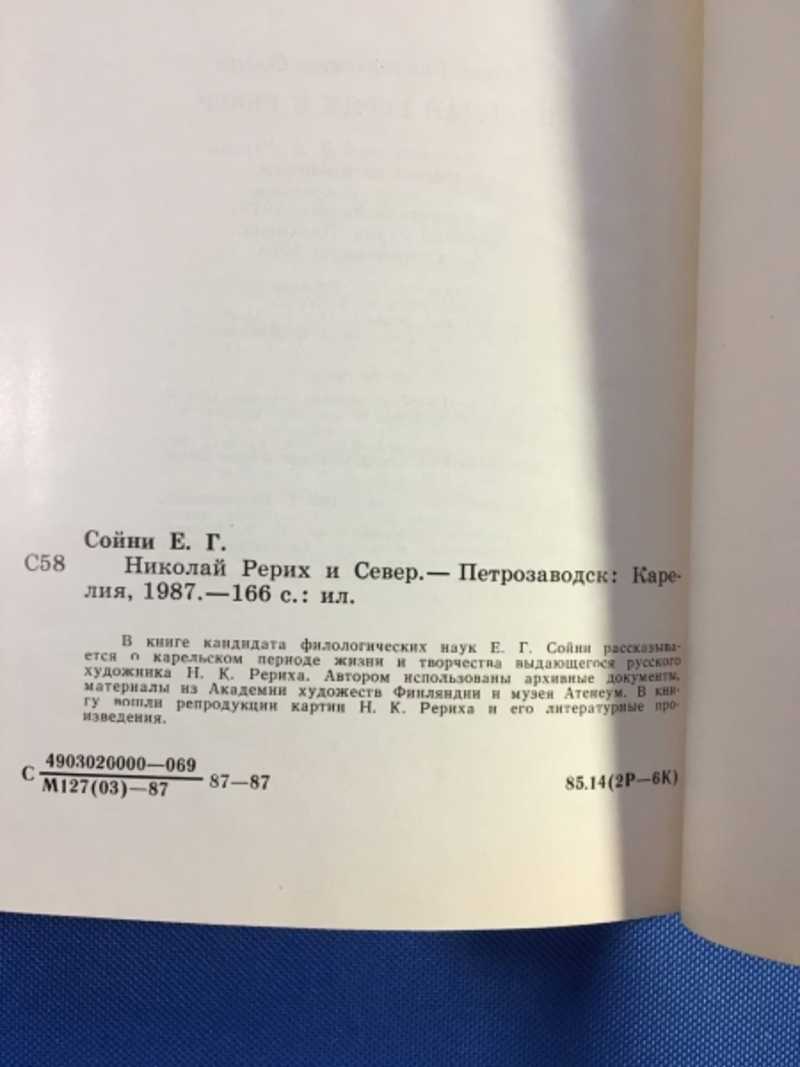 Сойни Е. Г.
С58 Николай Рерих и Север.— Петрозаводск: Каре-
лия, 1987.—166 с.: ил.
В книге кандидата филологических наук Е. Г. Сойни рассказыва-
ется о карельском периоде жизни и творчества выдающегося русского
художника Н. К. Рериха. Автором использованы архивные документы,
материалы из Академии художеств Финляндии и музея Атенеум. В кни-
гу вошли репродукции картин Н. К. Рериха и его литературные про-
изведения.
4903020000—069
С 87—87 85.14(2Р—6К)
М127(03)—87